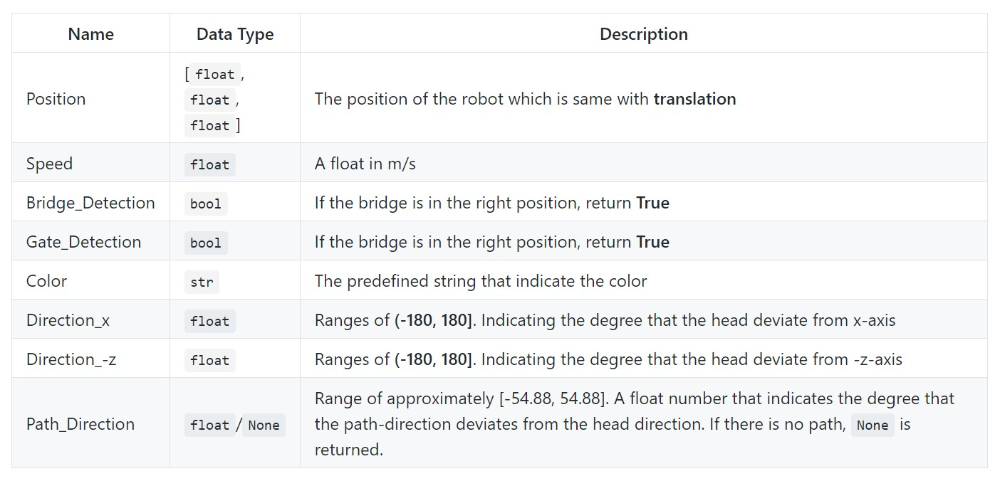 Name Data Type Description
[ float ,
Position float , The position of the robot which is same with translation
float ]
Speed float A float in m/s
Bridge_Detection bool If the bridge is in the right position, return True
Gate_Detection bool If the bridge is in the right position, return True
Color str The predefined string that indicate the color
Direction_x float Ranges of (-180, 180]. Indicating the degree that the head deviate from x-axis
Direction_-z float Ranges of (-180, 180]. Indicating the degree that the head deviate from -z-axis
Range of approximately [-54.88, 54.88]. A float number that indicates the degree that
Path_Direction float / None the path-direction deviates from the head direction. If there is no path, None is
returned.